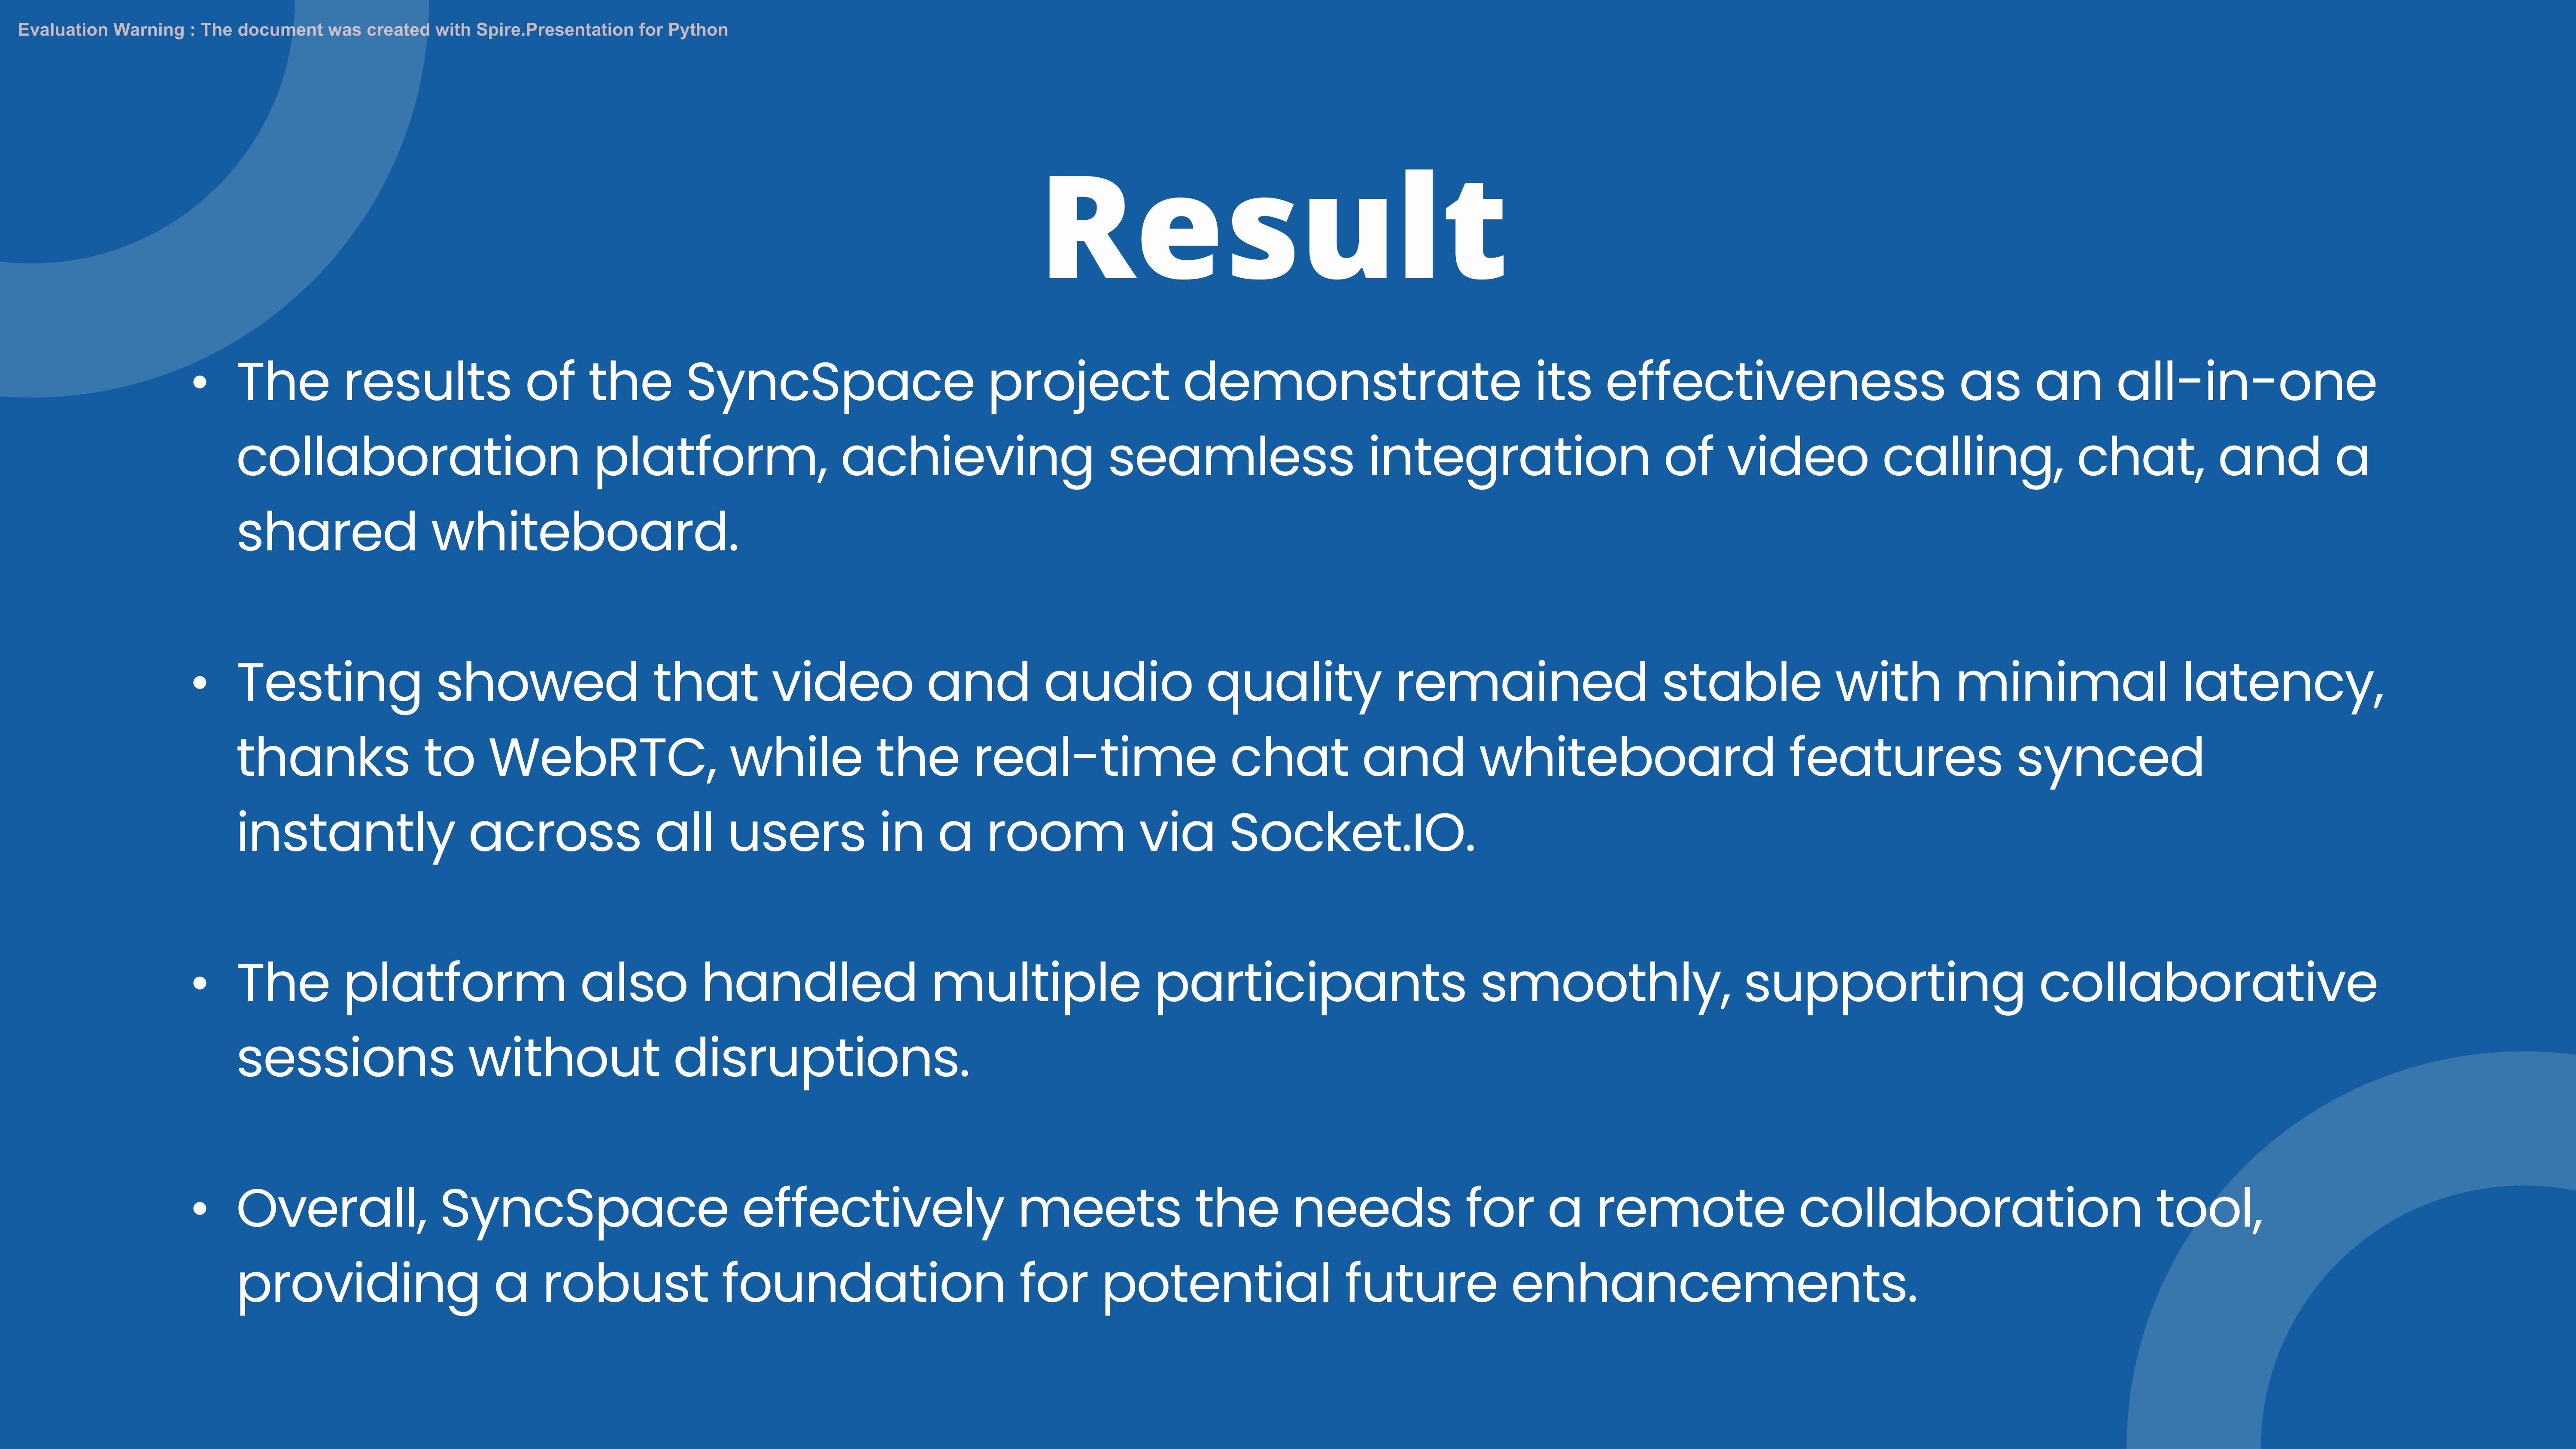 Evaluation Warning : The document was created with Spire.Presentation for Python
Result
• The results of the SyncSpace project demonstrate its effectiveness as an all-in-one
collaboration platform, achieving seamless integration of video calling, chat, and a
shared whiteboard.
• Testing showed that video and audio quality remained stable with minimal latency,
thanks to WebRTC, while the real-time chat and whiteboard features synced
instantly across all users in a room via Socket.IO.
• The platform also handled multiple participants smoothly, supporting collaborative
sessions without disruptions.
• Overall, SyncSpace effectively meets the needs for a remote collaboration tool,
providing a robust foundation for potential future enhancements.